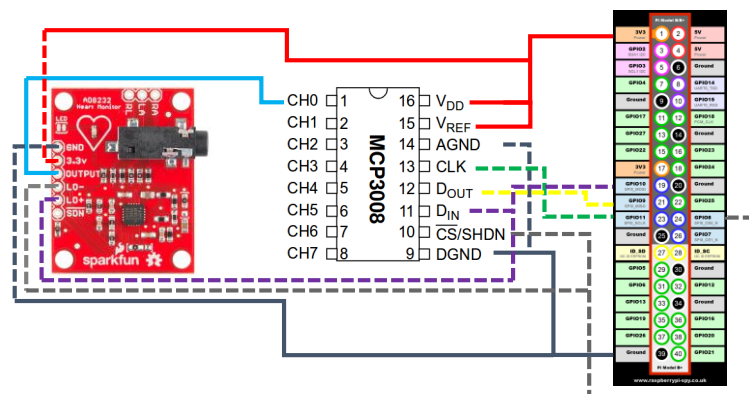 AD8232
Heart Monitor
RL
LA
RA
LED
GND
3.3v
OUTPUT
LO-
LO+
SDN
sparkfun
CH0 1 16 VDD
CH1 2 15 VREF
CH2 3 14 AGND
CH3 4 13 CLK
CH4 5 12 DOUT
CH5 6 11 DIN
CH6 7 10 CS/SHDN
CH7 8 9 DGND
MCP3008
Pi Model B/B+
3V3 Power 1 2 5V Power
GPIO2 3 4 5V Power
GPIO3 5 6 Ground
GPIO4 7 8 GPIO14
Ground 9 10 GPIO15
GPIO17 11 12 GPIO18
GPIO27 13 14 Ground
GPIO22 15 16 GPIO23
3V3 Power 17 18 GPIO24
GPIO10 19 20 Ground
GPIO9 21 22 GPIO25
GPIO11 23 24 GPIO8
Ground 25 26 GPIO7
ID_SD 27 28 ID_SC
GPIO5 29 30 Ground
GPIO6 31 32 GPIO12
GPIO13 33 34 Ground
GPIO19 35 36 GPIO16
GPIO26 37 38 GPIO20
Ground 39 40 GPIO21
Pi Model B+
www.raspberrypi-spy.co.uk